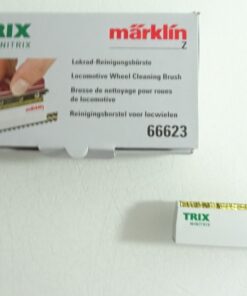 TRIX
MINITRIX
märklin
Z
Lokrad-Reinigungsbürste
Locomotive Wheel Cleaning Brush
Brosse de nettoyage pour roues
de locomotive
Reinigingsborstel voor locwielen
66623
märklin
TRIX
MINITRIX